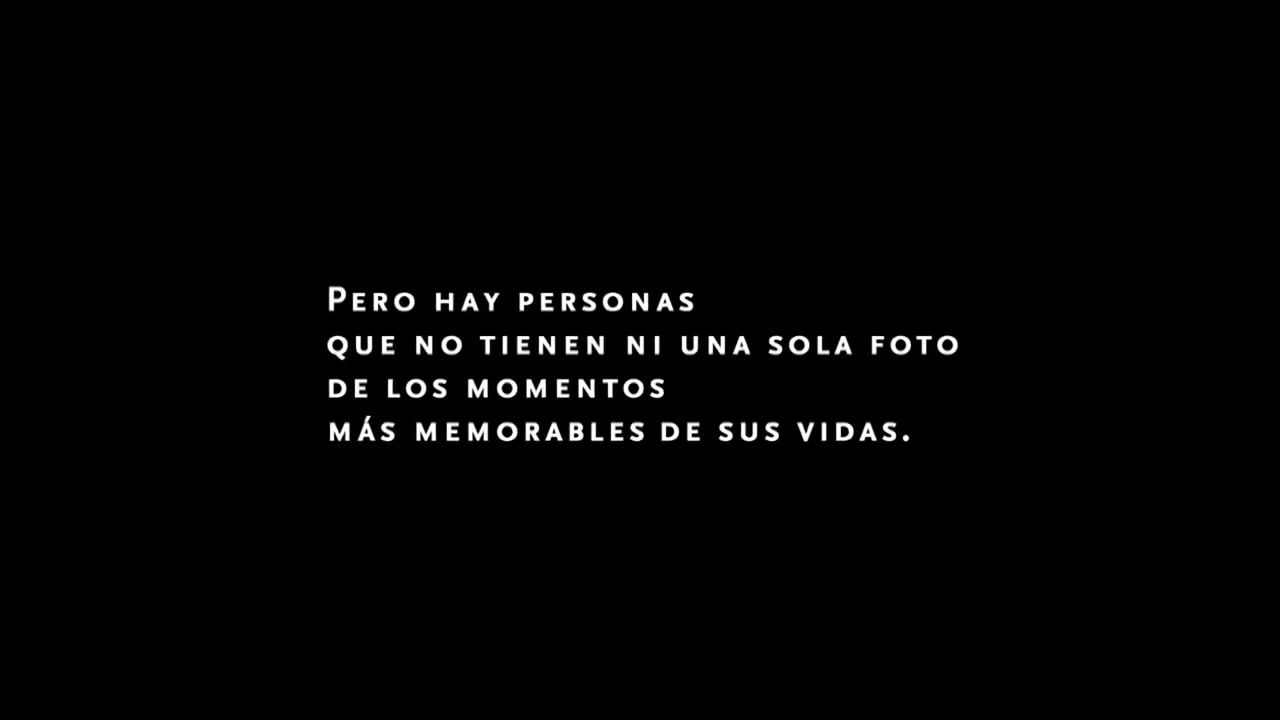 Pero hay personas
que no tienen ni una sola foto
de los momentos
más memorables de sus vidas.